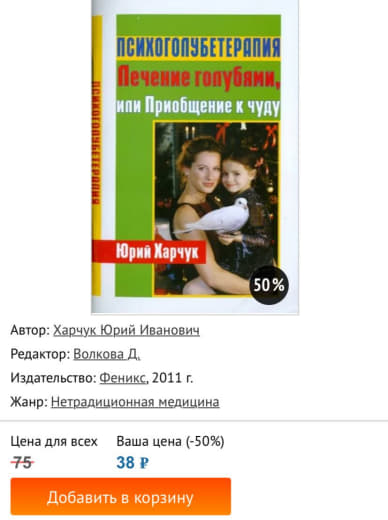 ПСИХОГОЛУБЕТЕРАПИЯ
ПСИХОГОЛУБЕТЕРАПИЯ
Лечение голубями,
или Приобщение к чуду
Юрий Харчук
50%
Автор: Харчук Юрий Иванович
Редактор: Волкова Д.
Издательство: Феникс, 2011 г.
Жанр: Нетрадиционная медицина
Цена для всех Ваша цена (-50%)
75 38 ₽
Добавить в корзину